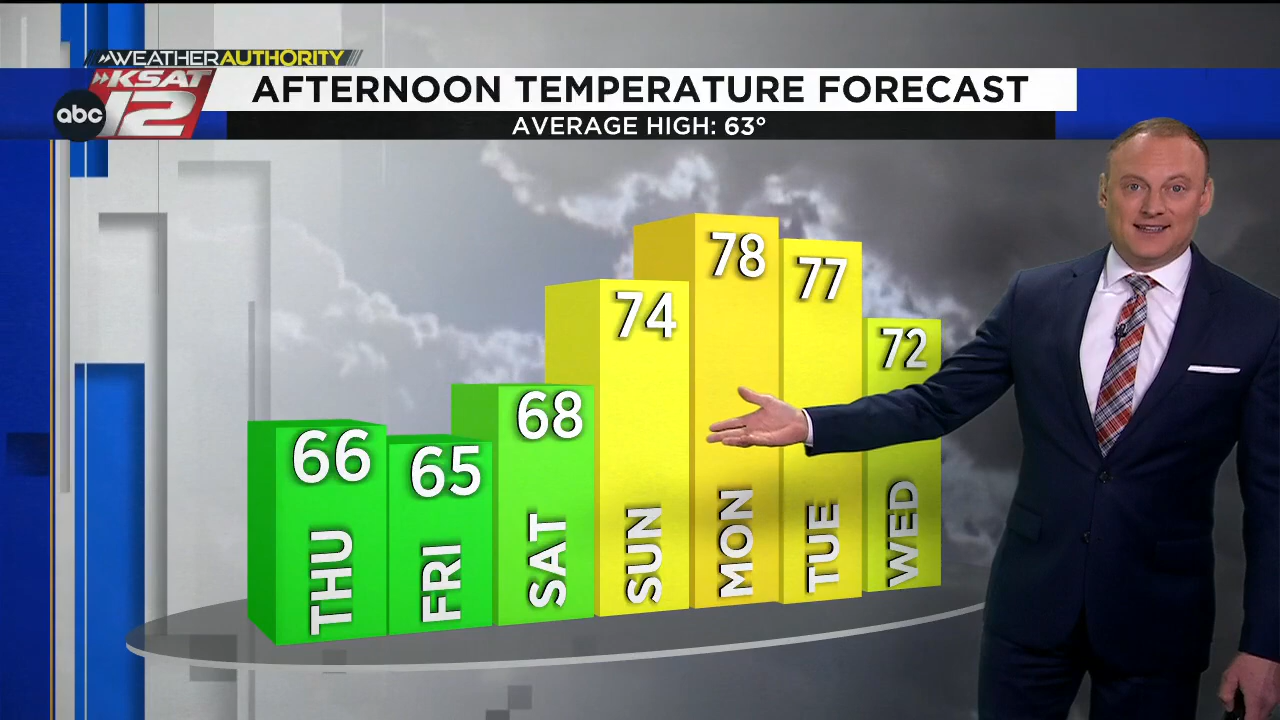 WEATHERAUTHORITY
KSAT
abc
12
AFTERNOON TEMPERATURE FORECAST
AVERAGE HIGH: 63°
66
65
68
74
78
77
72
THU
FRI
SAT
SUN
MON
TUE
WED